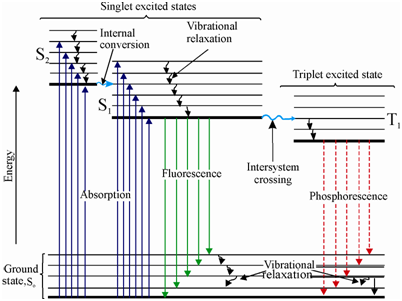 Singlet excited states
Internal
conversion
Vibrational
relaxation
S2
S1
Triplet excited state
T1
Intersystem
crossing
Energy
Absorption
Fluorescence
Phosphorescence
Ground
state,So
Vibrational
relaxation